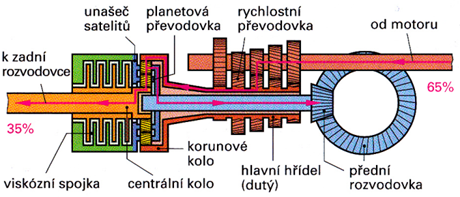 unašeč
satelitů
planetová
převodovka
rychlostní
převodovka
od motoru
k zadní
rozvodovce
65%
35%
viskózní spojka
centrální kolo
korunové
kolo
hlavní hřídel
(dutý)
přední
rozvodovka